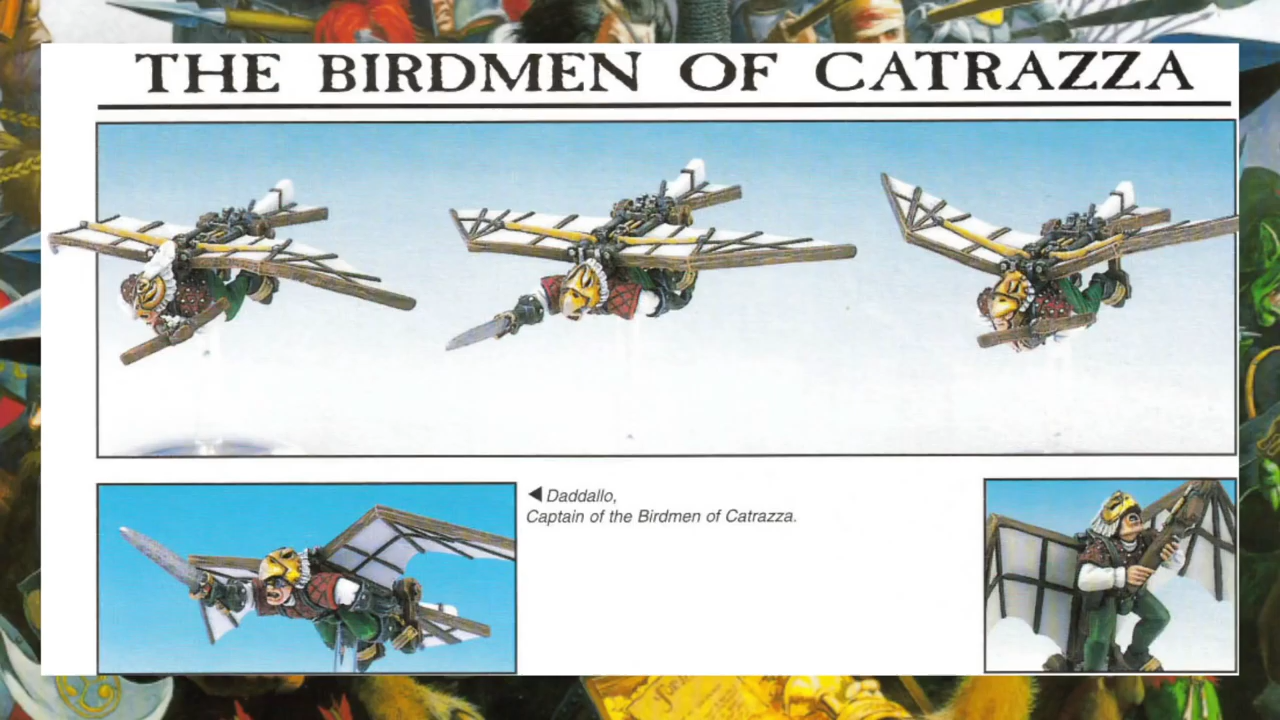 THE BIRDMEN OF CATRAZZA
◀ Daddallo,
Captain of the Birdmen of Catrazza.